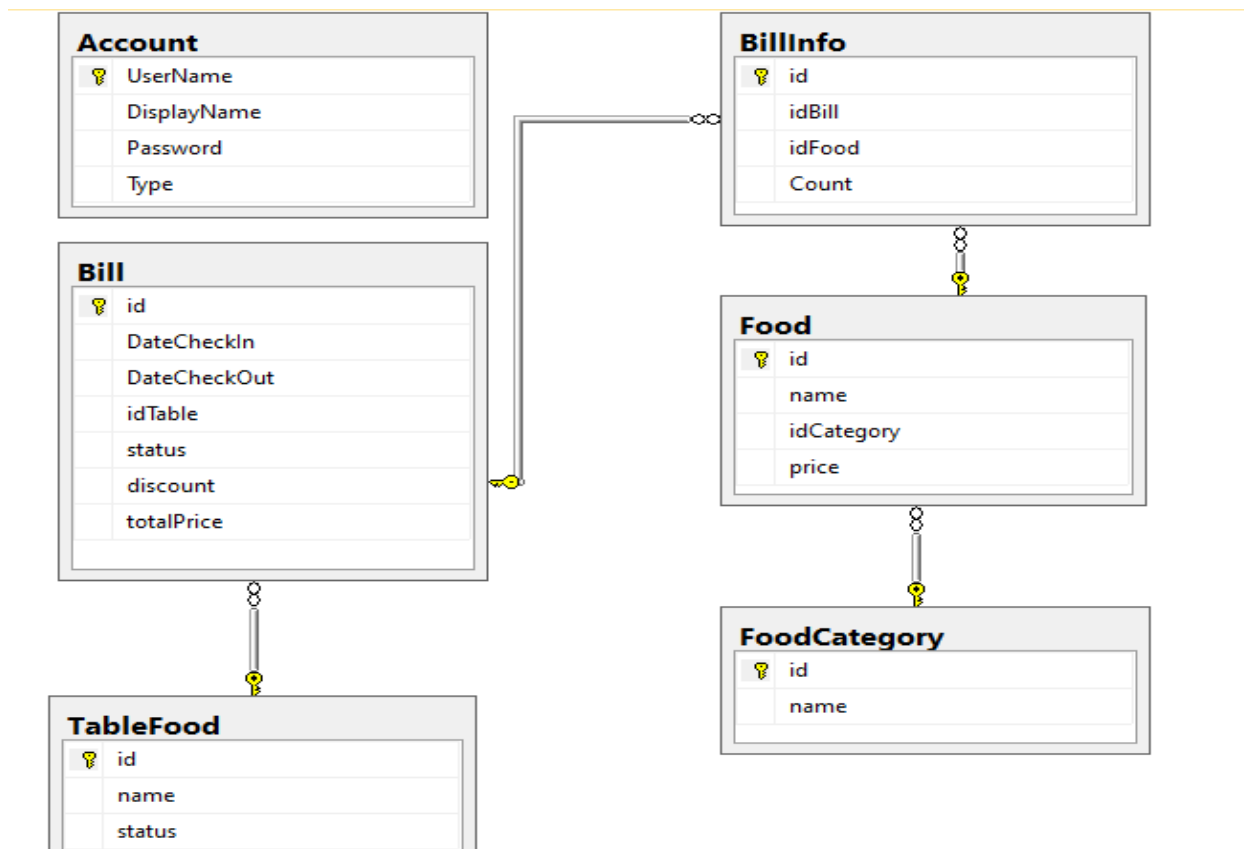 Account
UserName
DisplayName
Password
Type
Bill
id
DateCheckIn
DateCheckOut
idTable
status
discount
totalPrice
TableFood
id
name
status
BillInfo
id
idBill
idFood
Count
Food
id
name
idCategory
price
FoodCategory
id
name